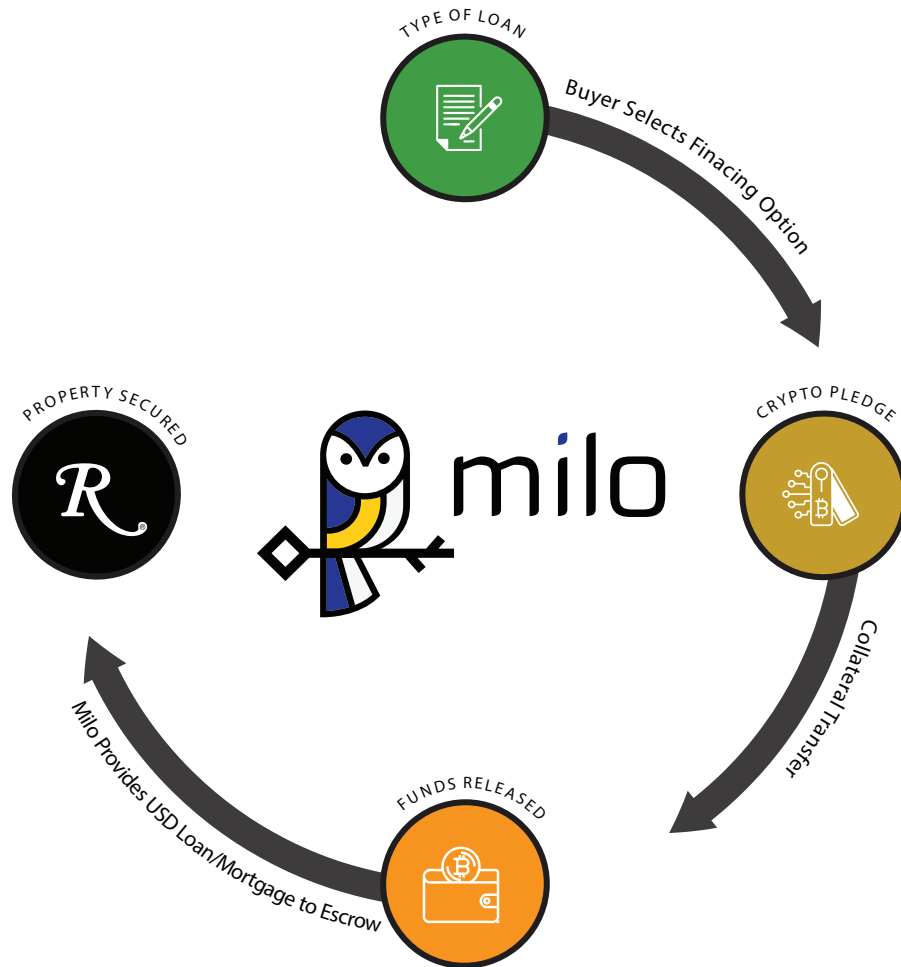 TYPE OF LOAN
Buyer Selects Finacing Option
CRYPTO PLEDGE
Collateral Transfer
FUNDS RELEASED
Milo Provides USD Loan/Mortgage to Escrow
PROPERTY SECURED
R®
milo